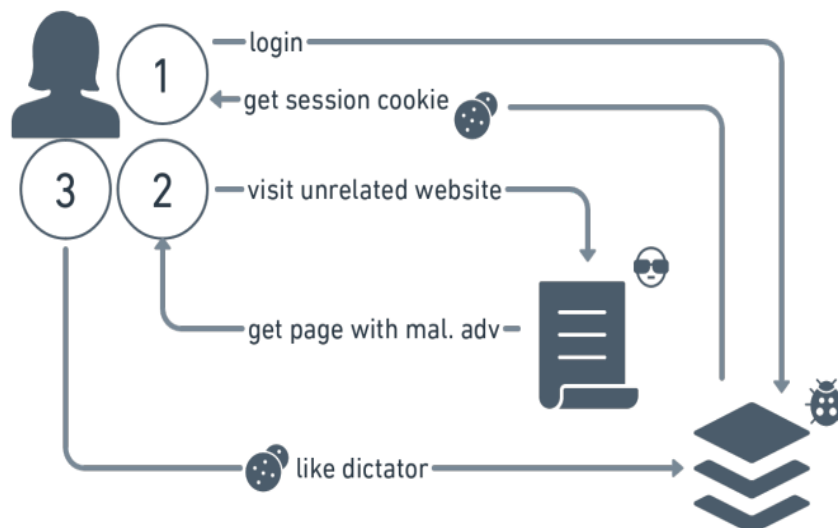 1
login
get session cookie
3
2
visit unrelated website
get page with mal. adv
like dictator